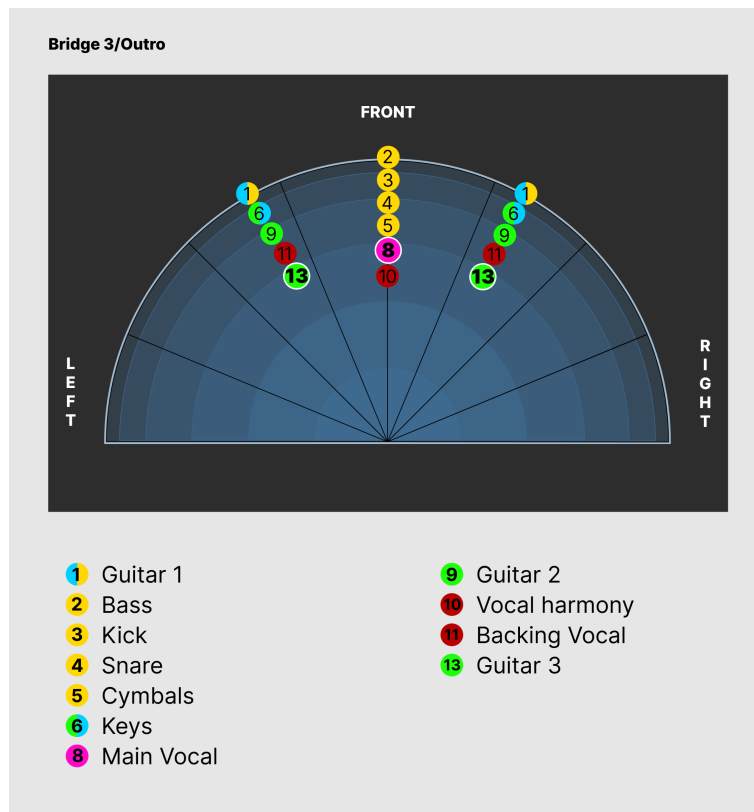 Bridge 3/Outro
FRONT
2
1 3 1
6 4 6
9 5 9
11 8 11
13 10 13
LEFT
RIGHT
1 Guitar 1
2 Bass
3 Kick
4 Snare
5 Cymbals
6 Keys
8 Main Vocal
9 Guitar 2
10 Vocal harmony
11 Backing Vocal
13 Guitar 3